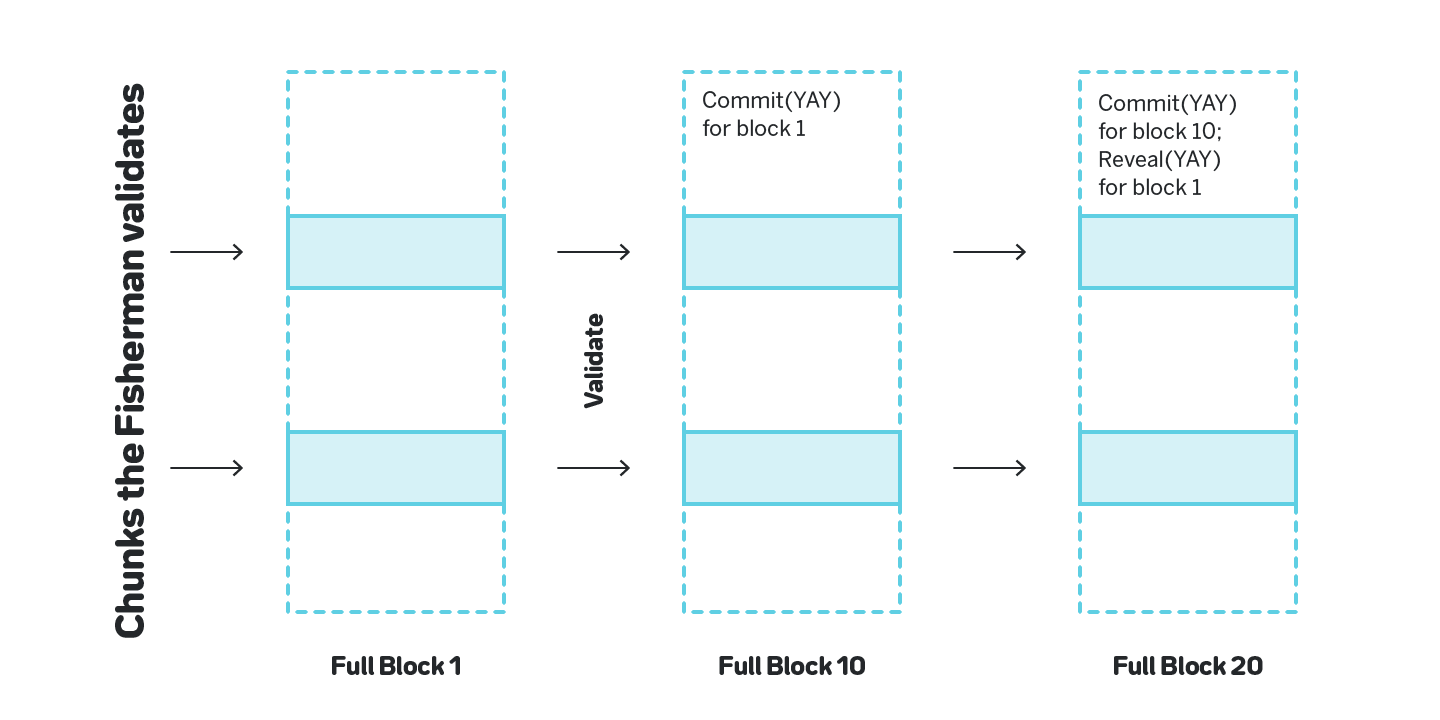 Chunks the Fisherman validates
Commit(YAY)
for block 1
Commit(YAY)
for block 10;
Reveal(YAY)
for block 1
Validate
Full Block 1
Full Block 10
Full Block 20